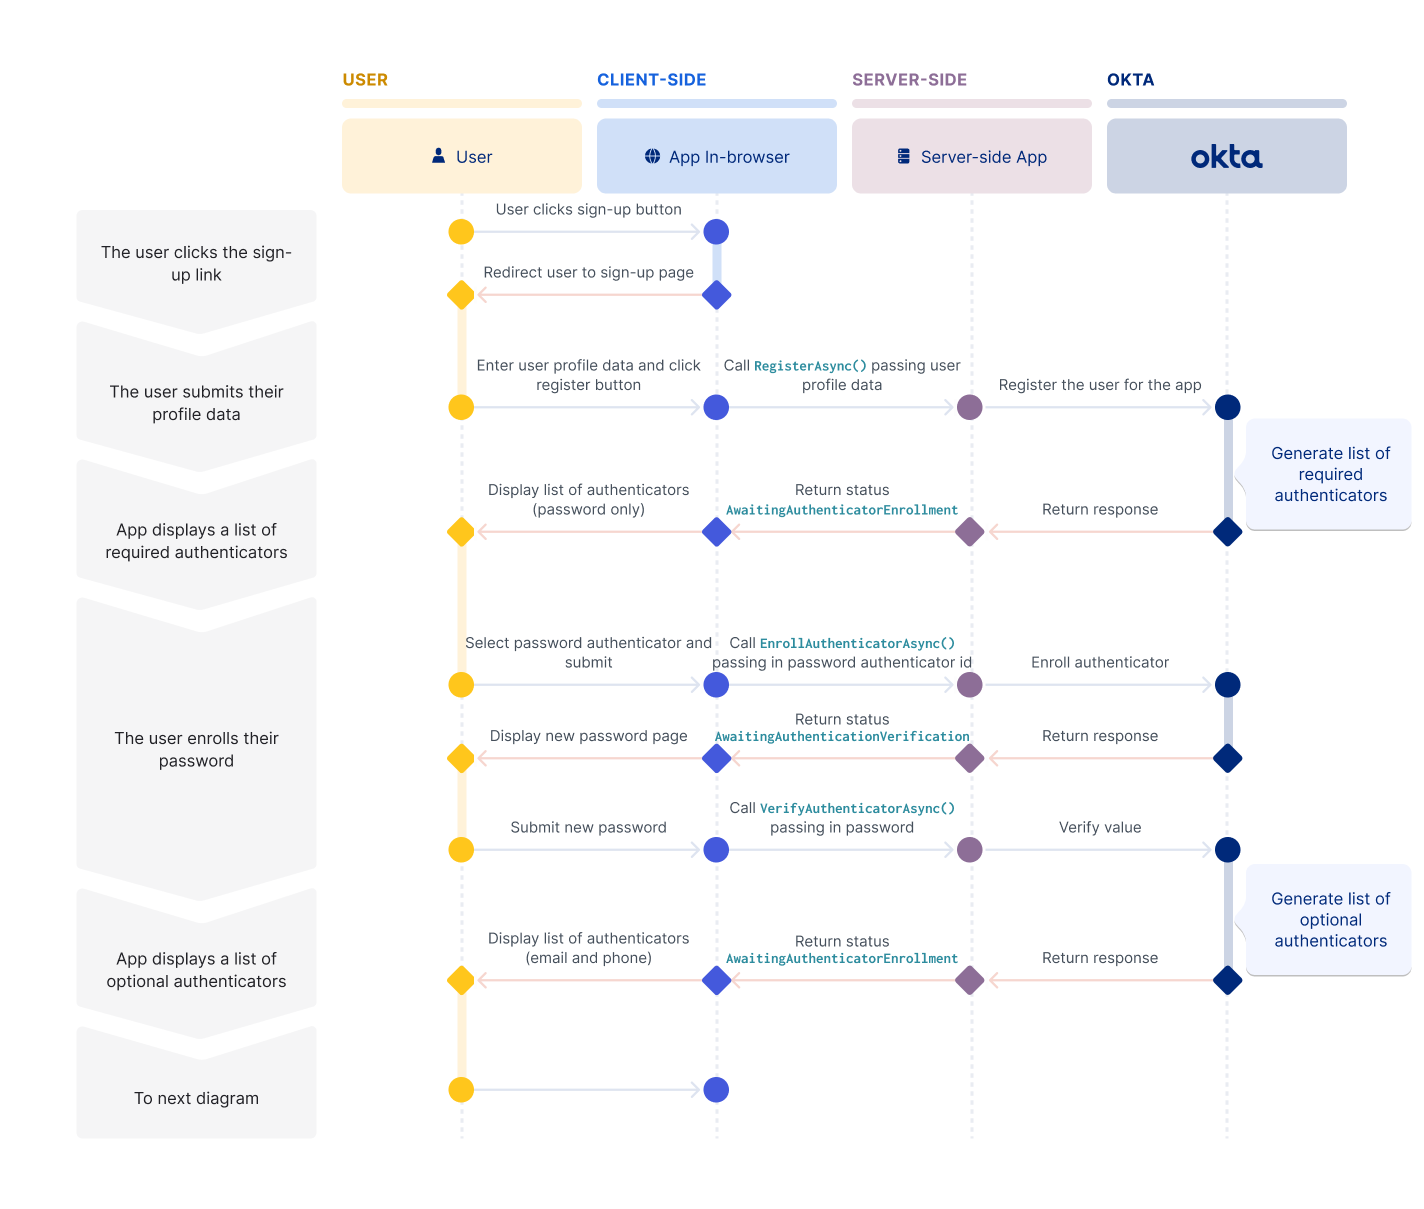 USER
CLIENT-SIDE
SERVER-SIDE
OKTA
User
App In-browser
Server-side App
okta
The user clicks the sign-
up link
User clicks sign-up button
Redirect user to sign-up page
The user submits their
profile data
Enter user profile data and click
register button
Call RegisterAsync() passing user
profile data
Register the user for the app
Generate list of
required
authenticators
App displays a list of
required authenticators
Display list of authenticators
(password only)
Return status
AwaitingAuthenticatorEnrollment
Return response
The user enrolls their
password
Select password authenticator and
submit
Call EnrollAuthenticatorAsync()
passing in password authenticator id
Enroll authenticator
Display new password page
Return status
AwaitingAuthenticationVerification
Return response
Submit new password
Call VerifyAuthenticatorAsync()
passing in password
Verify value
Generate list of
optional
authenticators
App displays a list of
optional authenticators
Display list of authenticators
(email and phone)
Return status
AwaitingAuthenticatorEnrollment
Return response
To next diagram